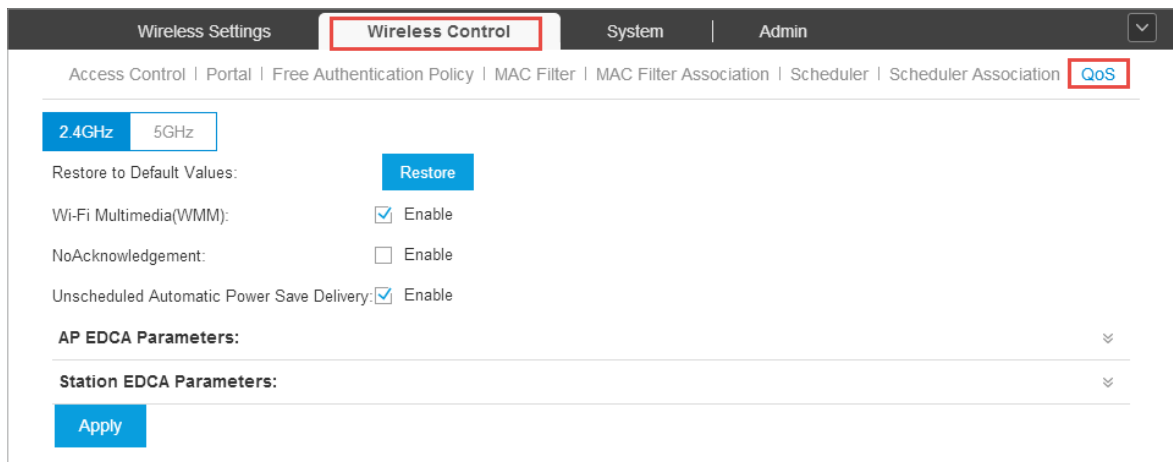 Wireless Settings Wireless Control System | Admin
Access Control | Portal | Free Authentication Policy | MAC Filter | MAC Filter Association | Scheduler | Scheduler Association QoS
2.4GHz 5GHz
Restore to Default Values: Restore
Wi-Fi Multimedia(WMM): Enable
NoAcknowledgement: Enable
Unscheduled Automatic Power Save Delivery: Enable
AP EDCA Parameters:
Station EDCA Parameters:
Apply